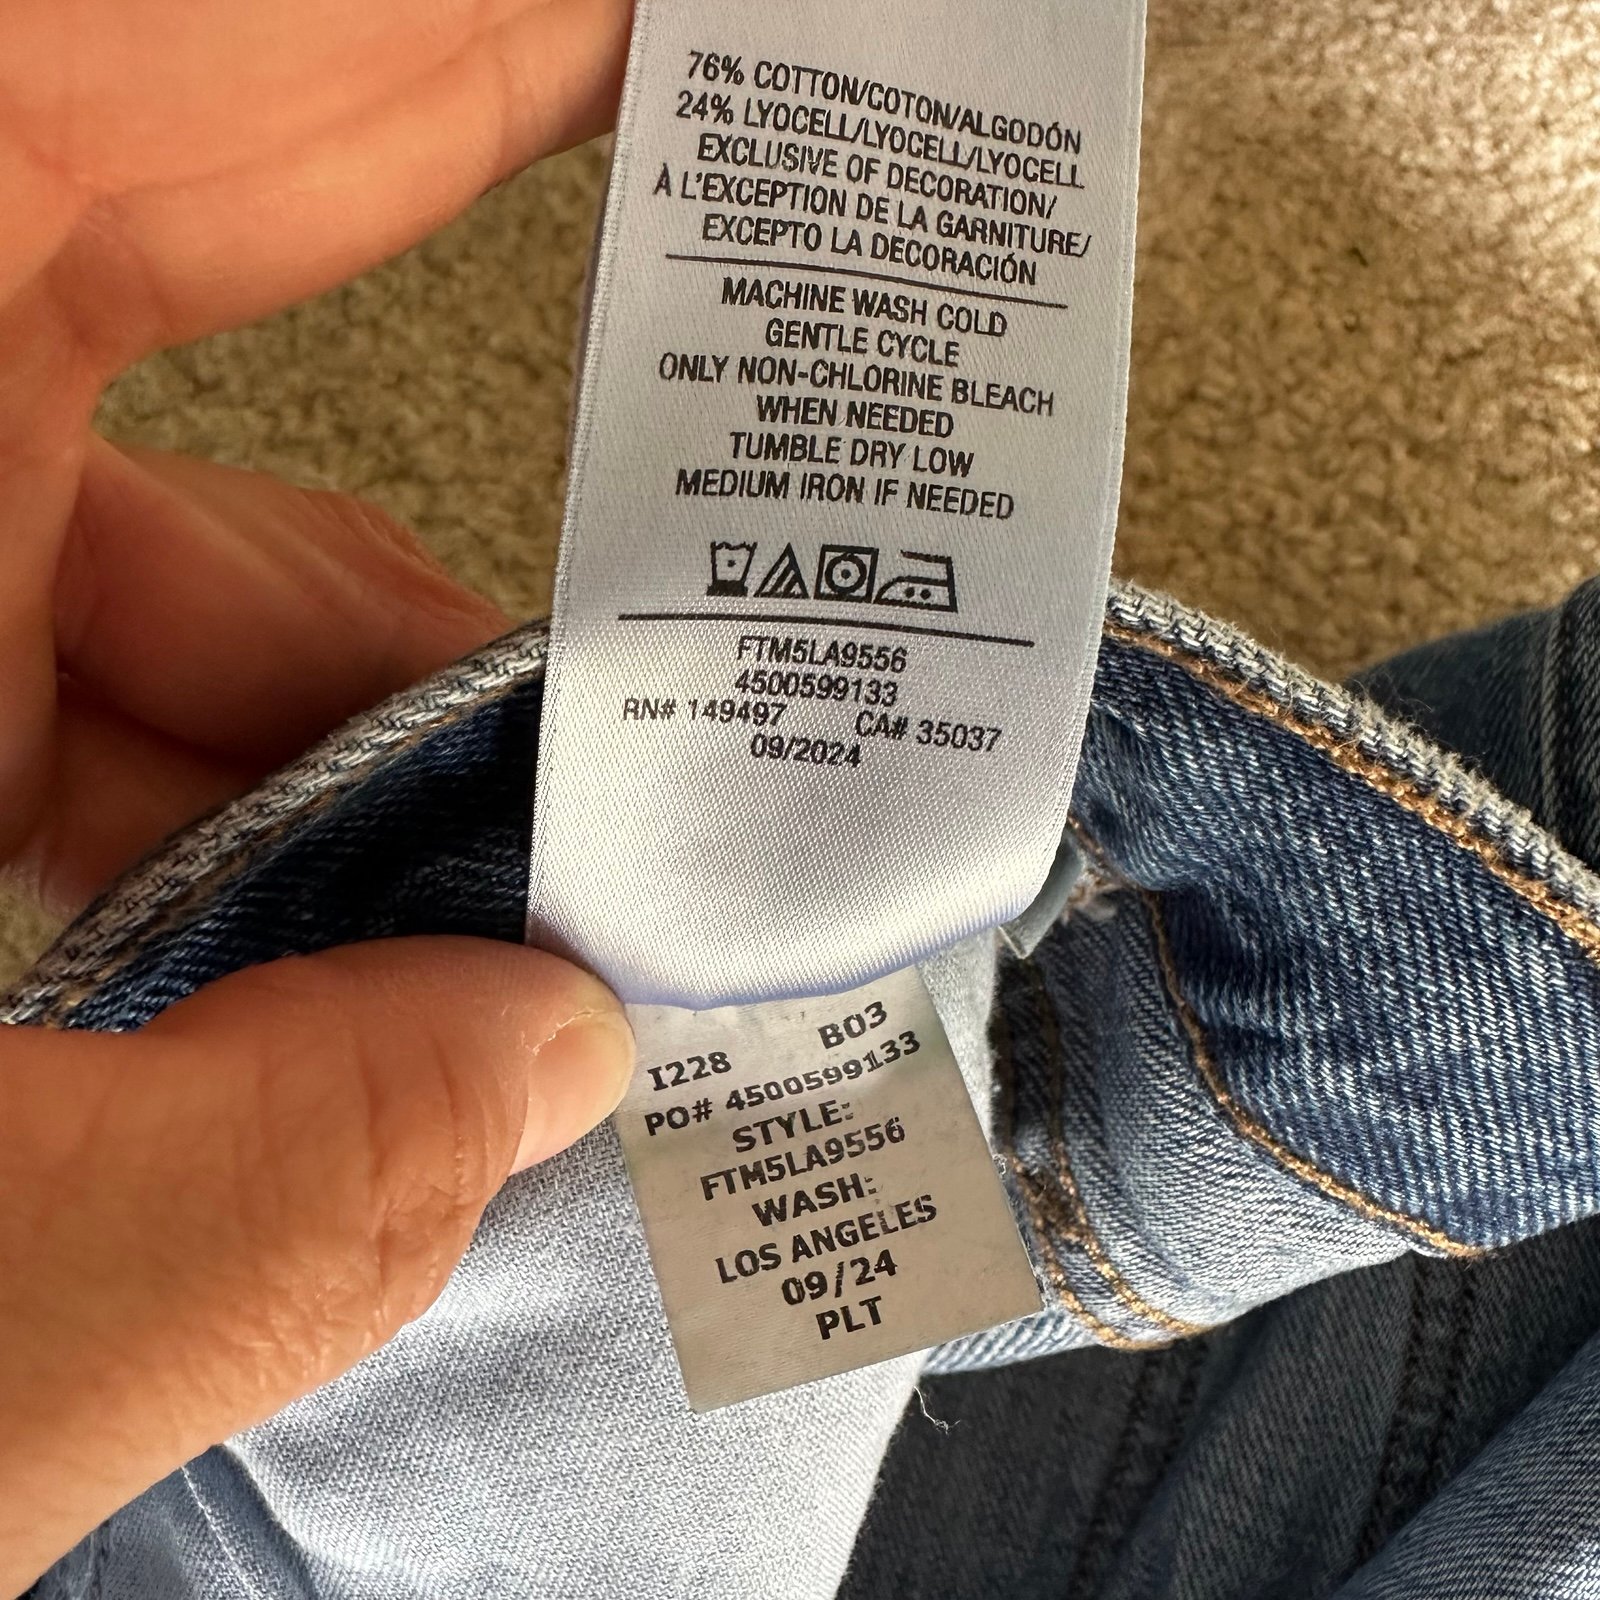 76% COTTON/COTON/ALGODÓN
24% LYOCELL/LYOCELL/LYOCELL
EXCLUSIVE OF DECORATION/
À L'EXCEPTION DE LA GARNITURE/
EXCEPTO LA DECORACIÓN
MACHINE WASH COLD
GENTLE CYCLE
ONLY NON-CHLORINE BLEACH
WHEN NEEDED
TUMBLE DRY LOW
MEDIUM IRON IF NEEDED
FTM5LA9556
4500599133
RN# 149497 CA# 35037
09/2024
I228 B03
PO# 4500599133
STYLE:
FTM5LA9556
WASH:
LOS ANGELES
09/24
PLT